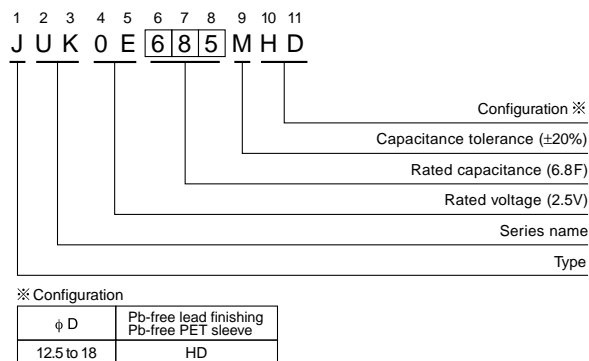 1 2 3 4 5 6 7 8 9 10 11
J U K 0 E 6 8 5 M H D
Configuration ※
Capacitance tolerance (±20%)
Rated capacitance (6.8F)
Rated voltage (2.5V)
Series name
Type
※ Configuration
ϕ D Pb-free lead finishing
Pb-free PET sleeve
12.5 to 18 HD